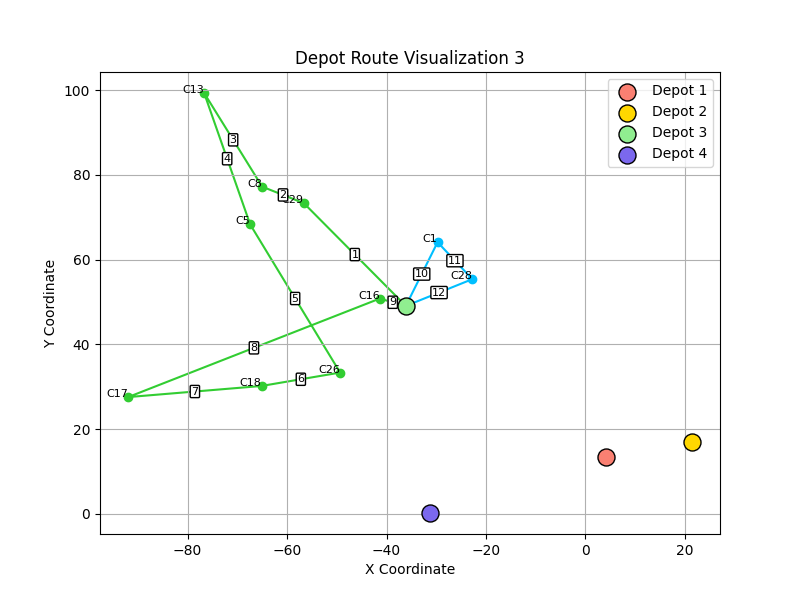 Depot Route Visualization 3
Y Coordinate
100
80
60
40
20
0
−80
−60
−40
−20
0
20
X Coordinate
Depot 1
Depot 2
Depot 3
Depot 4
C13
3
4
C8
2
C29
C5
1
C1
11
10
C28
12
C16
9
5
8
C26
6
C18
7
C17